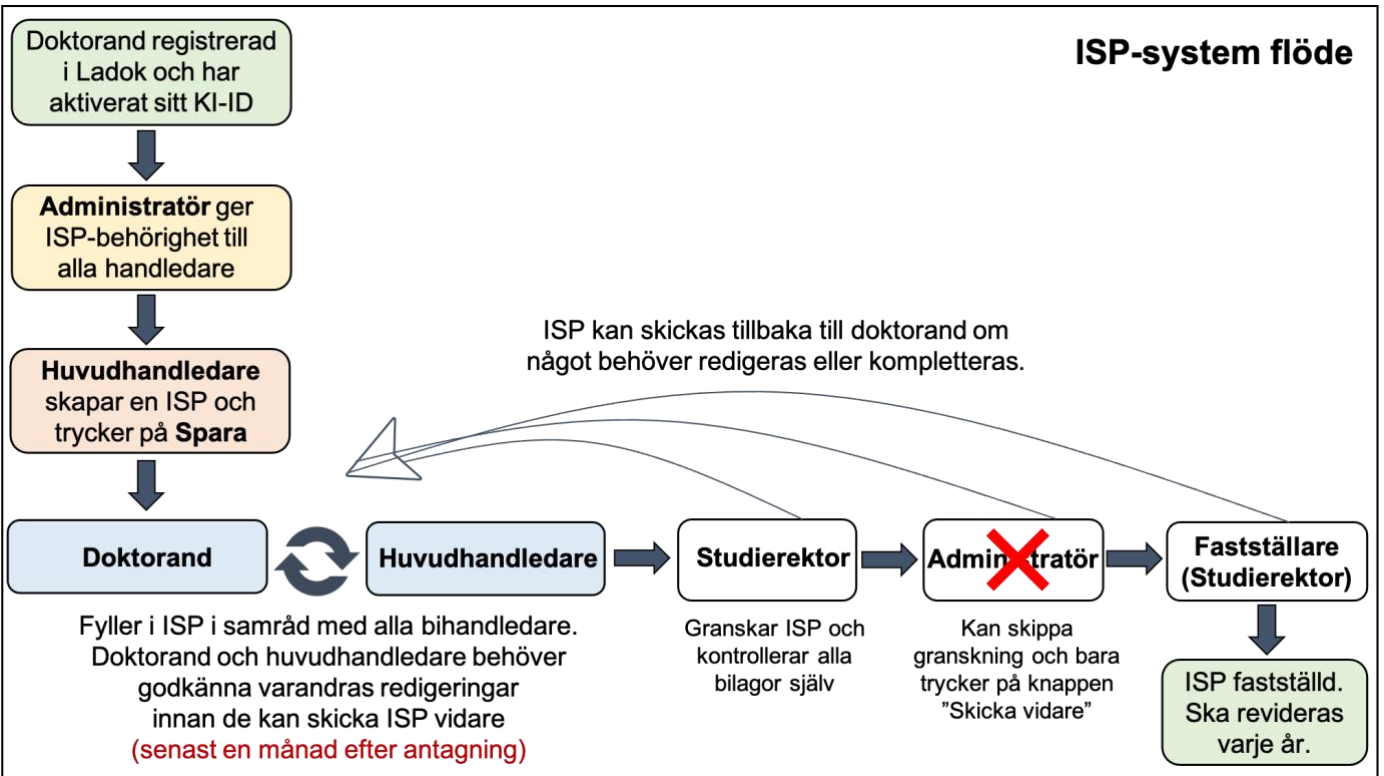 ISP-system flöde
Doktorand registrerad
i Ladok och har
aktiverat sitt KI-ID
Administratör ger
ISP-behörighet till
alla handledare
Huvudhandledare
skapar en ISP och
trycker på Spara
ISP kan skickas tillbaka till doktorand om
något behöver redigeras eller kompletteras.
Doktorand
Huvudhandledare
Fyller i ISP i samråd med alla bihandledare.
Doktorand och huvudhandledare behöver
godkänna varandras redigeringar
innan de kan skicka ISP vidare
(senast en månad efter antagning)
Studierektor
Granskar ISP och
kontrollerar alla
bilagor själv
Administratör
Kan skippa
granskning och bara
trycker på knappen
”Skicka vidare”
Fastställare
(Studierektor)
ISP fastställd.
Ska revideras
varje år.